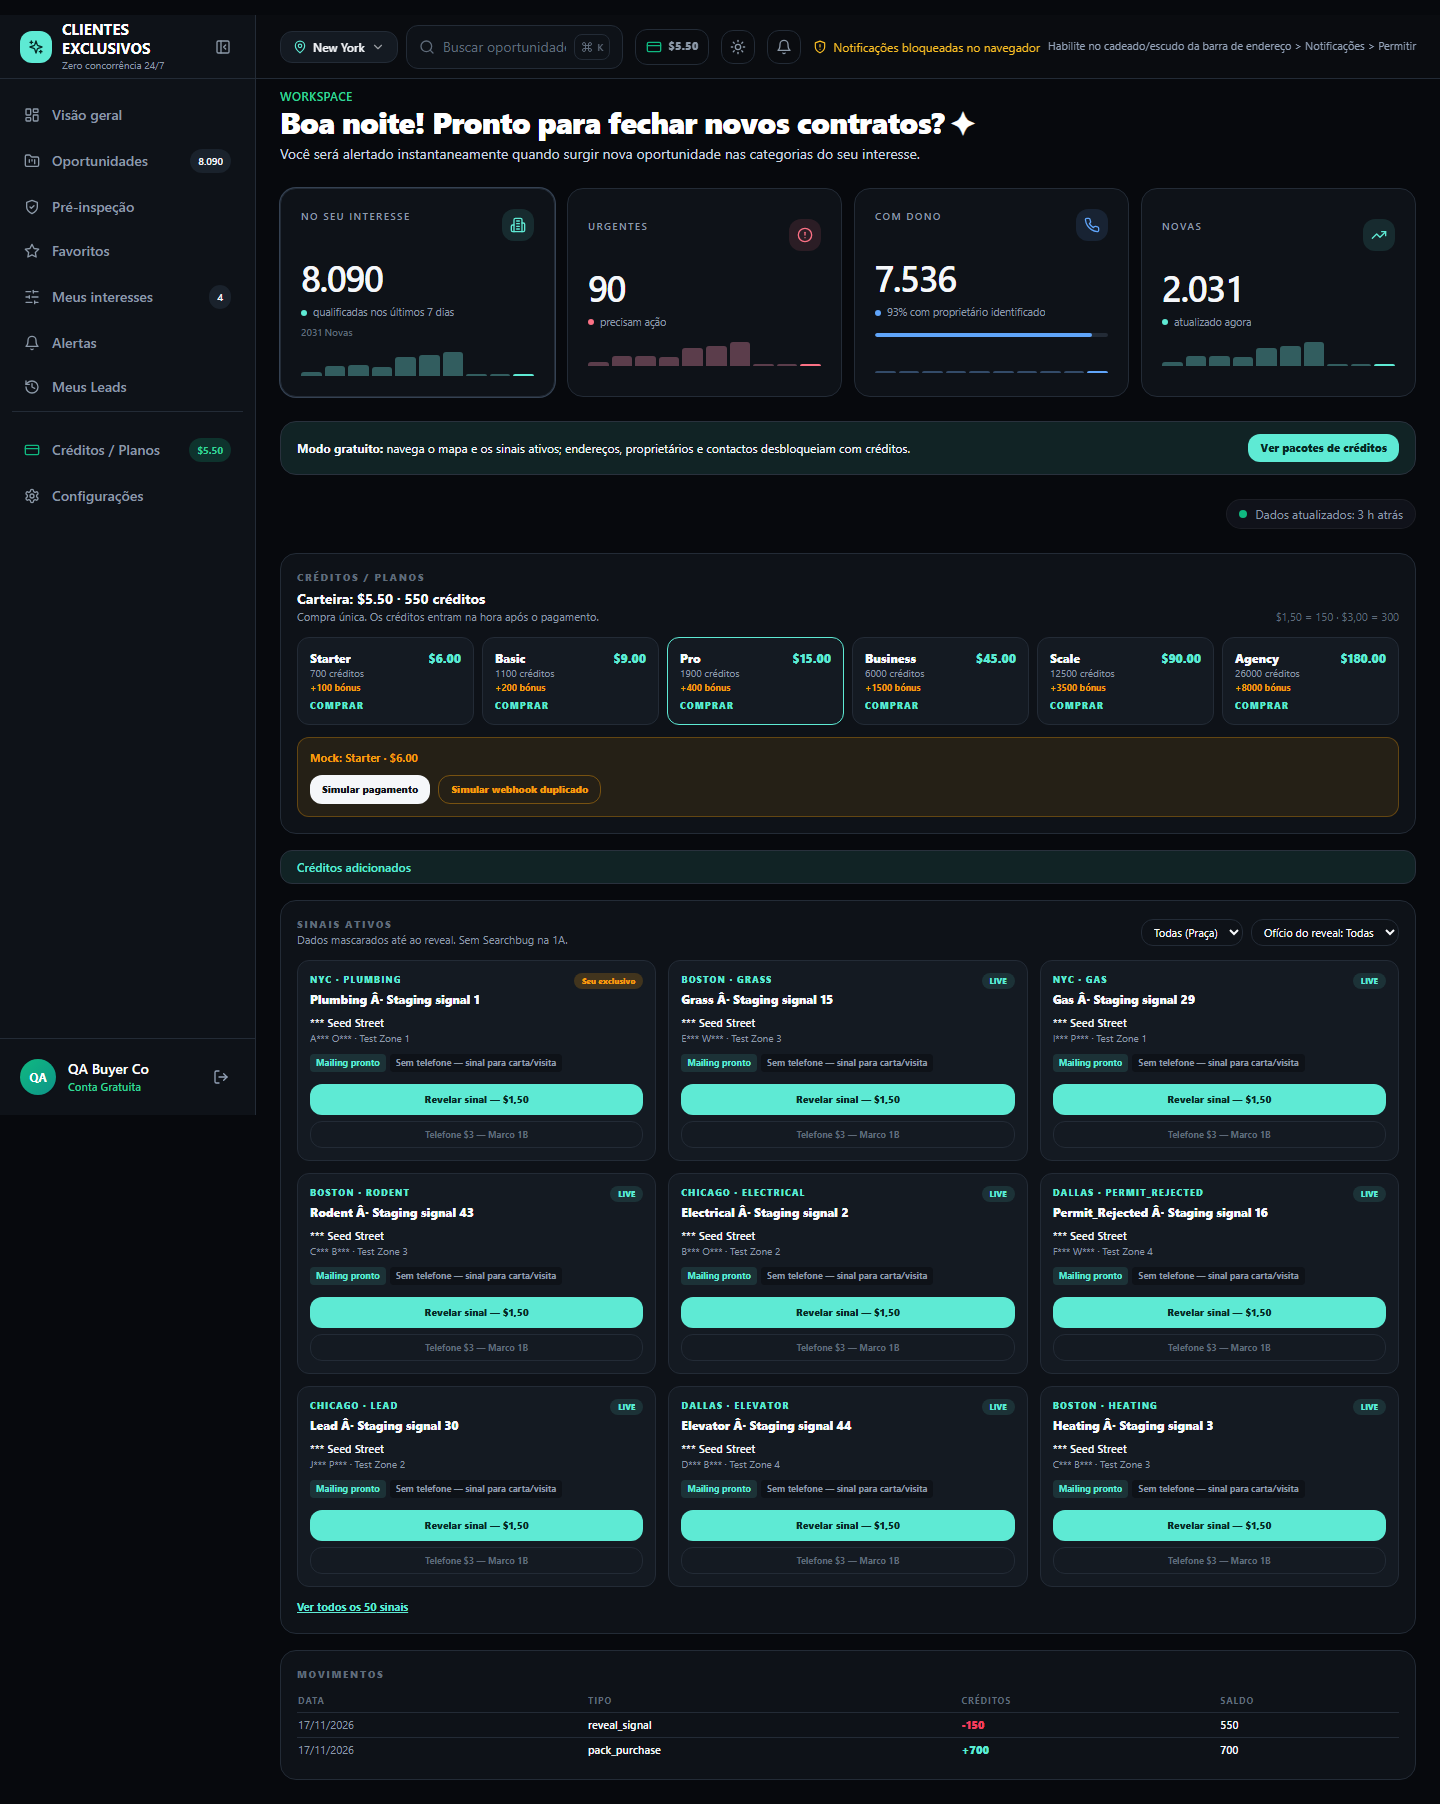 CLIENTES
EXCLUSIVOS
Zero concorrência 24/7
New York
Buscar oportunidade
⌘ K
$5.50
Notificações bloqueadas no navegador
Habilite no cadeado/escudo da barra de endereço > Notificações > Permitir
Visão geral
Oportunidades
8.090
Pré-inspeção
Favoritos
Meus interesses
4
Alertas
Meus Leads
Créditos / Planos
$5.50
Configurações
QA
QA Buyer Co
Conta Gratuita
WORKSPACE
Boa noite! Pronto para fechar novos contratos? ✦
Você será alertado instantaneamente quando surgir nova oportunidade nas categorias do seu interesse.
NO SEU INTERESSE
8.090
qualificadas nos últimos 7 dias
2031 Novas
URGENTES
90
precisam ação
COM DONO
7.536
93% com proprietário identificado
NOVAS
2.031
atualizado agora
Modo gratuito: navega o mapa e os sinais ativos; endereços, proprietários e contactos desbloqueiam com créditos.
Ver pacotes de créditos
Dados atualizados: 3 h atrás
CRÉDITOS / PLANOS
Carteira: $5.50 · 550 créditos
Compra única. Os créditos entram na hora após o pagamento.
$1,50 = 150 · $3,00 = 300
Starter $6.00
700 créditos
+100 bónus
COMPRAR
Basic $9.00
1100 créditos
+200 bónus
COMPRAR
Pro $15.00
1900 créditos
+400 bónus
COMPRAR
Business $45.00
6000 créditos
+1500 bónus
COMPRAR
Scale $90.00
12500 créditos
+3500 bónus
COMPRAR
Agency $180.00
26000 créditos
+8000 bónus
COMPRAR
Mock: Starter · $6.00
Simular pagamento
Simular webhook duplicado
Créditos adicionados
SINAIS ATIVOS
Dados mascarados até ao reveal. Sem Searchbug na 1A.
Todas (Praça)
Ofício do reveal: Todas
NYC · PLUMBING
Seu exclusivo
Plumbing Â· Staging signal 1
*** Seed Street
A*** O*** · Test Zone 1
Mailing pronto
Sem telefone — sinal para carta/visita
Revelar sinal — $1,50
Telefone $3 — Marco 1B
BOSTON · GRASS
LIVE
Grass Â· Staging signal 15
*** Seed Street
E*** W*** · Test Zone 3
Mailing pronto
Sem telefone — sinal para carta/visita
Revelar sinal — $1,50
Telefone $3 — Marco 1B
NYC · GAS
LIVE
Gas Â· Staging signal 29
*** Seed Street
I*** P*** · Test Zone 1
Mailing pronto
Sem telefone — sinal para carta/visita
Revelar sinal — $1,50
Telefone $3 — Marco 1B
BOSTON · RODENT
LIVE
Rodent Â· Staging signal 43
*** Seed Street
C*** B*** · Test Zone 3
Mailing pronto
Sem telefone — sinal para carta/visita
Revelar sinal — $1,50
Telefone $3 — Marco 1B
CHICAGO · ELECTRICAL
LIVE
Electrical Â· Staging signal 2
*** Seed Street
B*** O*** · Test Zone 2
Mailing pronto
Sem telefone — sinal para carta/visita
Revelar sinal — $1,50
Telefone $3 — Marco 1B
DALLAS · PERMIT_REJECTED
LIVE
Permit_Rejected Â· Staging signal 16
*** Seed Street
F*** W*** · Test Zone 4
Mailing pronto
Sem telefone — sinal para carta/visita
Revelar sinal — $1,50
Telefone $3 — Marco 1B
CHICAGO · LEAD
LIVE
Lead Â· Staging signal 30
*** Seed Street
J*** P*** · Test Zone 2
Mailing pronto
Sem telefone — sinal para carta/visita
Revelar sinal — $1,50
Telefone $3 — Marco 1B
DALLAS · ELEVATOR
LIVE
Elevator Â· Staging signal 44
*** Seed Street
D*** B*** · Test Zone 4
Mailing pronto
Sem telefone — sinal para carta/visita
Revelar sinal — $1,50
Telefone $3 — Marco 1B
BOSTON · HEATING
LIVE
Heating Â· Staging signal 3
*** Seed Street
C*** B*** · Test Zone 3
Mailing pronto
Sem telefone — sinal para carta/visita
Revelar sinal — $1,50
Telefone $3 — Marco 1B
Ver todos os 50 sinais
MOVIMENTOS
DATA TIPO CRÉDITOS SALDO
17/11/2026 reveal_signal -150 550
17/11/2026 pack_purchase +700 700